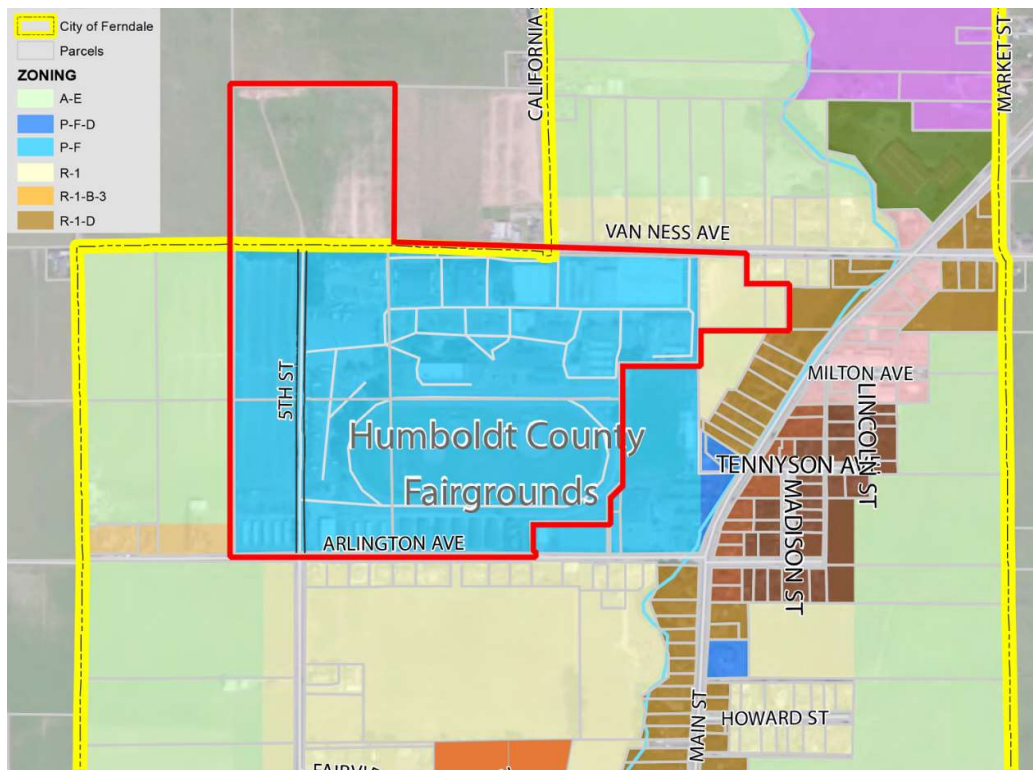 City of Ferndale
Parcels
ZONING
A-E
P-F-D
P-F
R-1
R-1-B-3
R-1-D
CALIFORNIA
MARKET ST
VAN NESS AVE
5TH ST
MILTON AVE
LINCOLN ST
Humboldt County
Fairgrounds
TENNYSON AV
MADISON ST
ARLINGTON AVE
MAIN ST
HOWARD ST